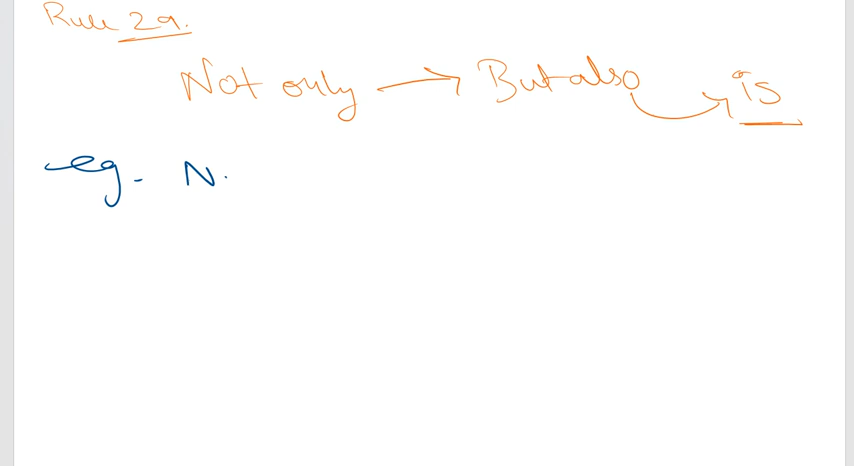 Rule 29.
Not only → But also is
eg - N.